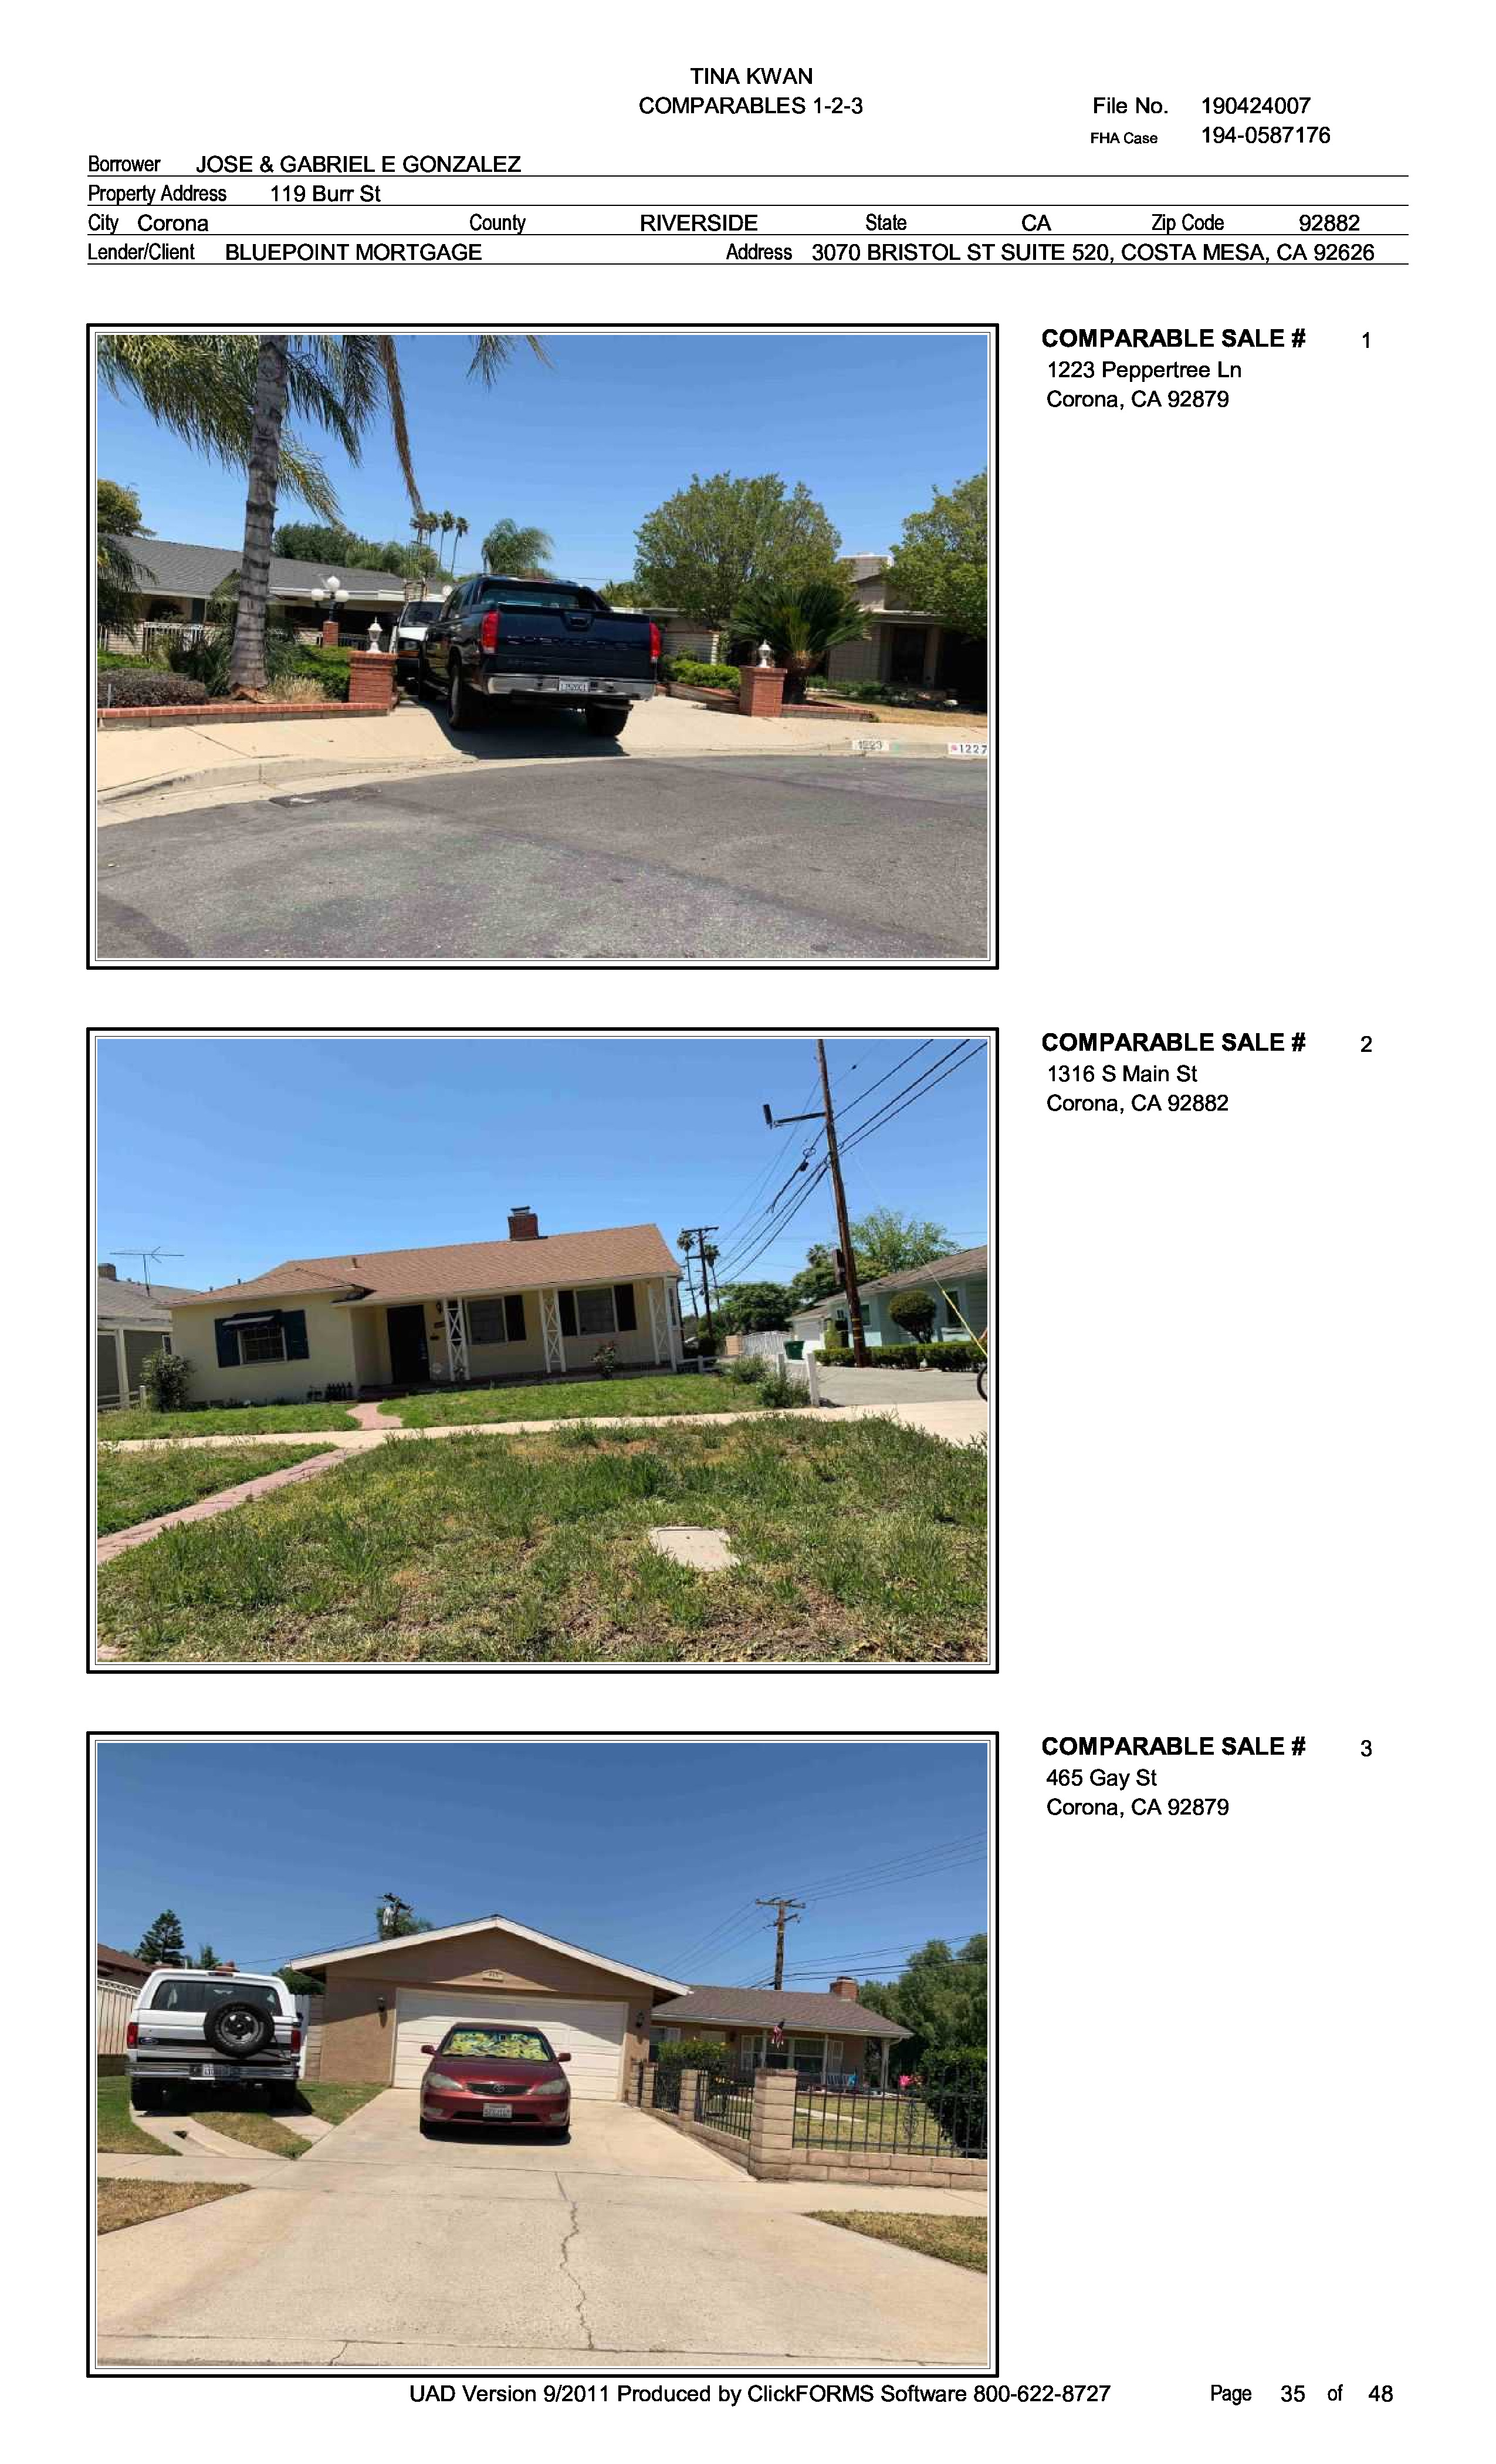 TINA KWAN
COMPARABLES 1-2-3
File No. 190424007
FHA Case 194-0587176
Borrower JOSE & GABRIEL E GONZALEZ
Property Address 119 Burr St
City Corona County RIVERSIDE State CA Zip Code 92882
Lender/Client BLUEPOINT MORTGAGE Address 3070 BRISTOL ST SUITE 520, COSTA MESA, CA 92626
COMPARABLE SALE # 1
1223 Peppertree Ln
Corona, CA 92879
1223
1227
COMPARABLE SALE # 2
1316 S Main St
Corona, CA 92882
COMPARABLE SALE # 3
465 Gay St
Corona, CA 92879
UAD Version 9/2011 Produced by ClickFORMS Software 800-622-8727 Page 35 of 48